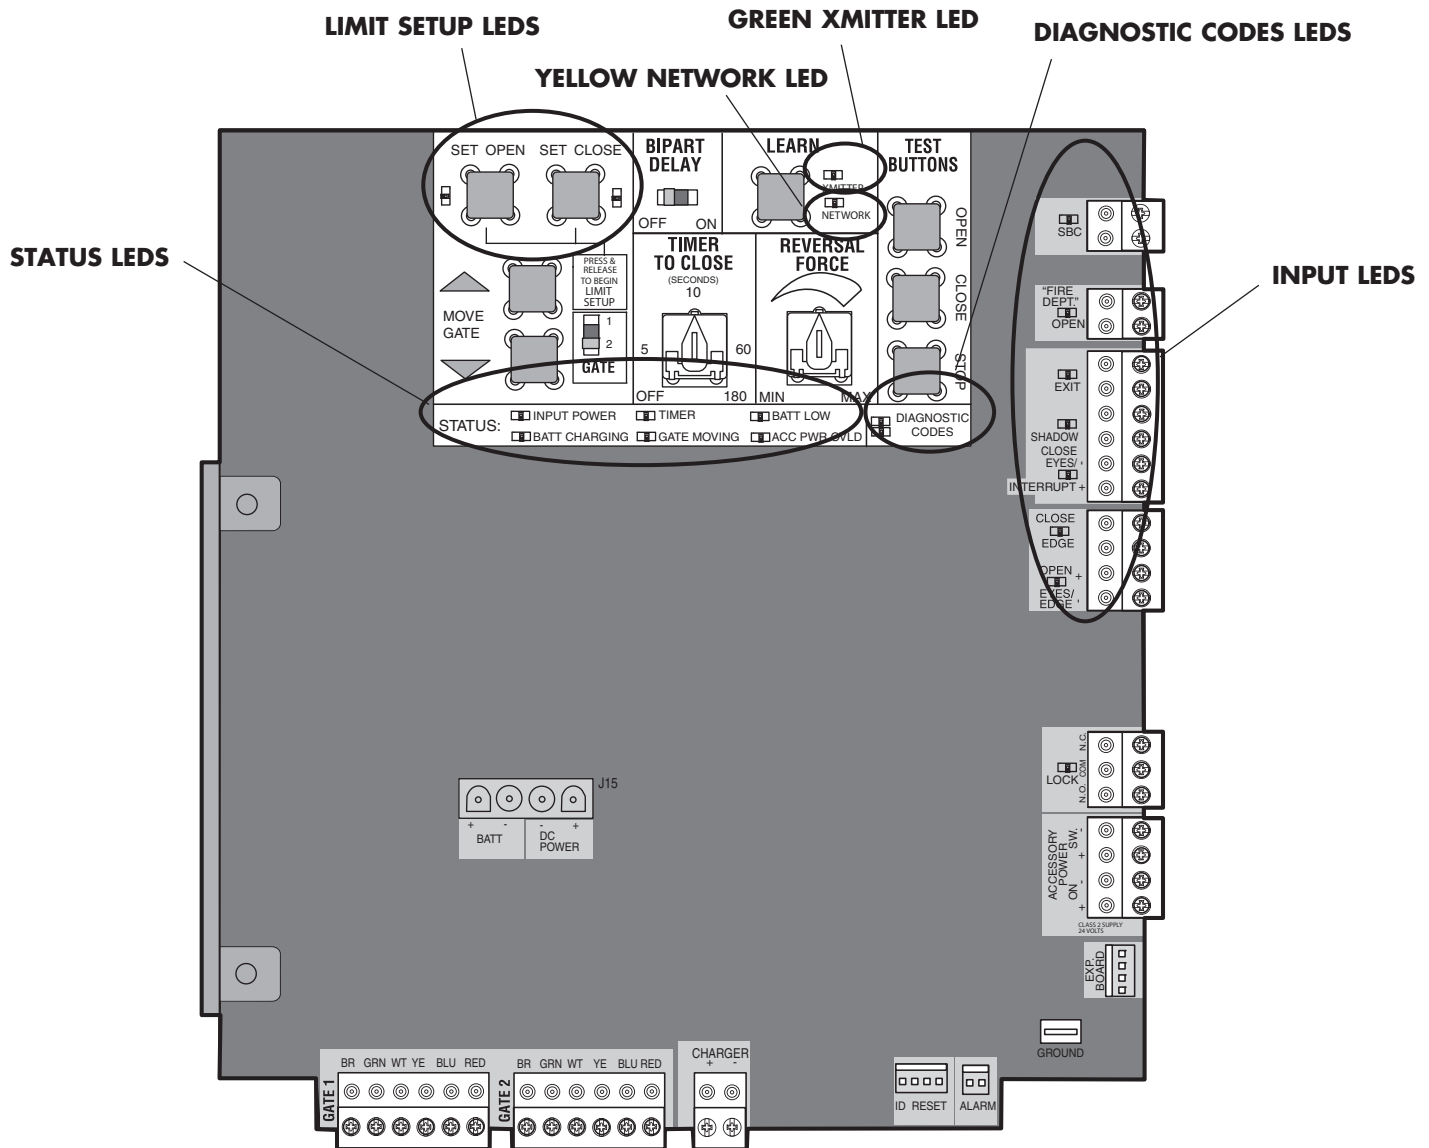 LIMIT SETUP LEDS
GREEN XMITTER LED
DIAGNOSTIC CODES LEDS
YELLOW NETWORK LED
STATUS LEDS
INPUT LEDS
SET OPEN
SET CLOSE
BIPART
DELAY
OFF ON
LEARN
XMITTER
NETWORK
TEST
BUTTONS
OPEN
CLOSE
STOP
MOVE
GATE
PRESS &
RELEASE
TO BEGIN
LIMIT
SETUP
1
2
GATE
TIMER
TO CLOSE
(SECONDS)
10
5 60
OFF 180
REVERSAL
FORCE
MIN MAX
STATUS:
INPUT POWER
TIMER
BATT LOW
BATT CHARGING
GATE MOVING
ACC PWR OVLD
DIAGNOSTIC
CODES
SBC
"FIRE
DEPT."
OPEN
EXIT
SHADOW
CLOSE
EYES/ -
INTERRUPT +
CLOSE
EDGE
OPEN +
EYES/
EDGE -
J15
+ - - +
BATT
DC
POWER
N.C.
COM
N.O.
LOCK
ACCESSORY
POWER
ON SW.
- + - +
CLASS 2 SUPPLY
24 VOLTS
EXP.
BOARD
GROUND
GATE 1
BR GRN WT YE BLU RED
GATE 2
BR GRN WT YE BLU RED
CHARGER
+ -
ID RESET
ALARM